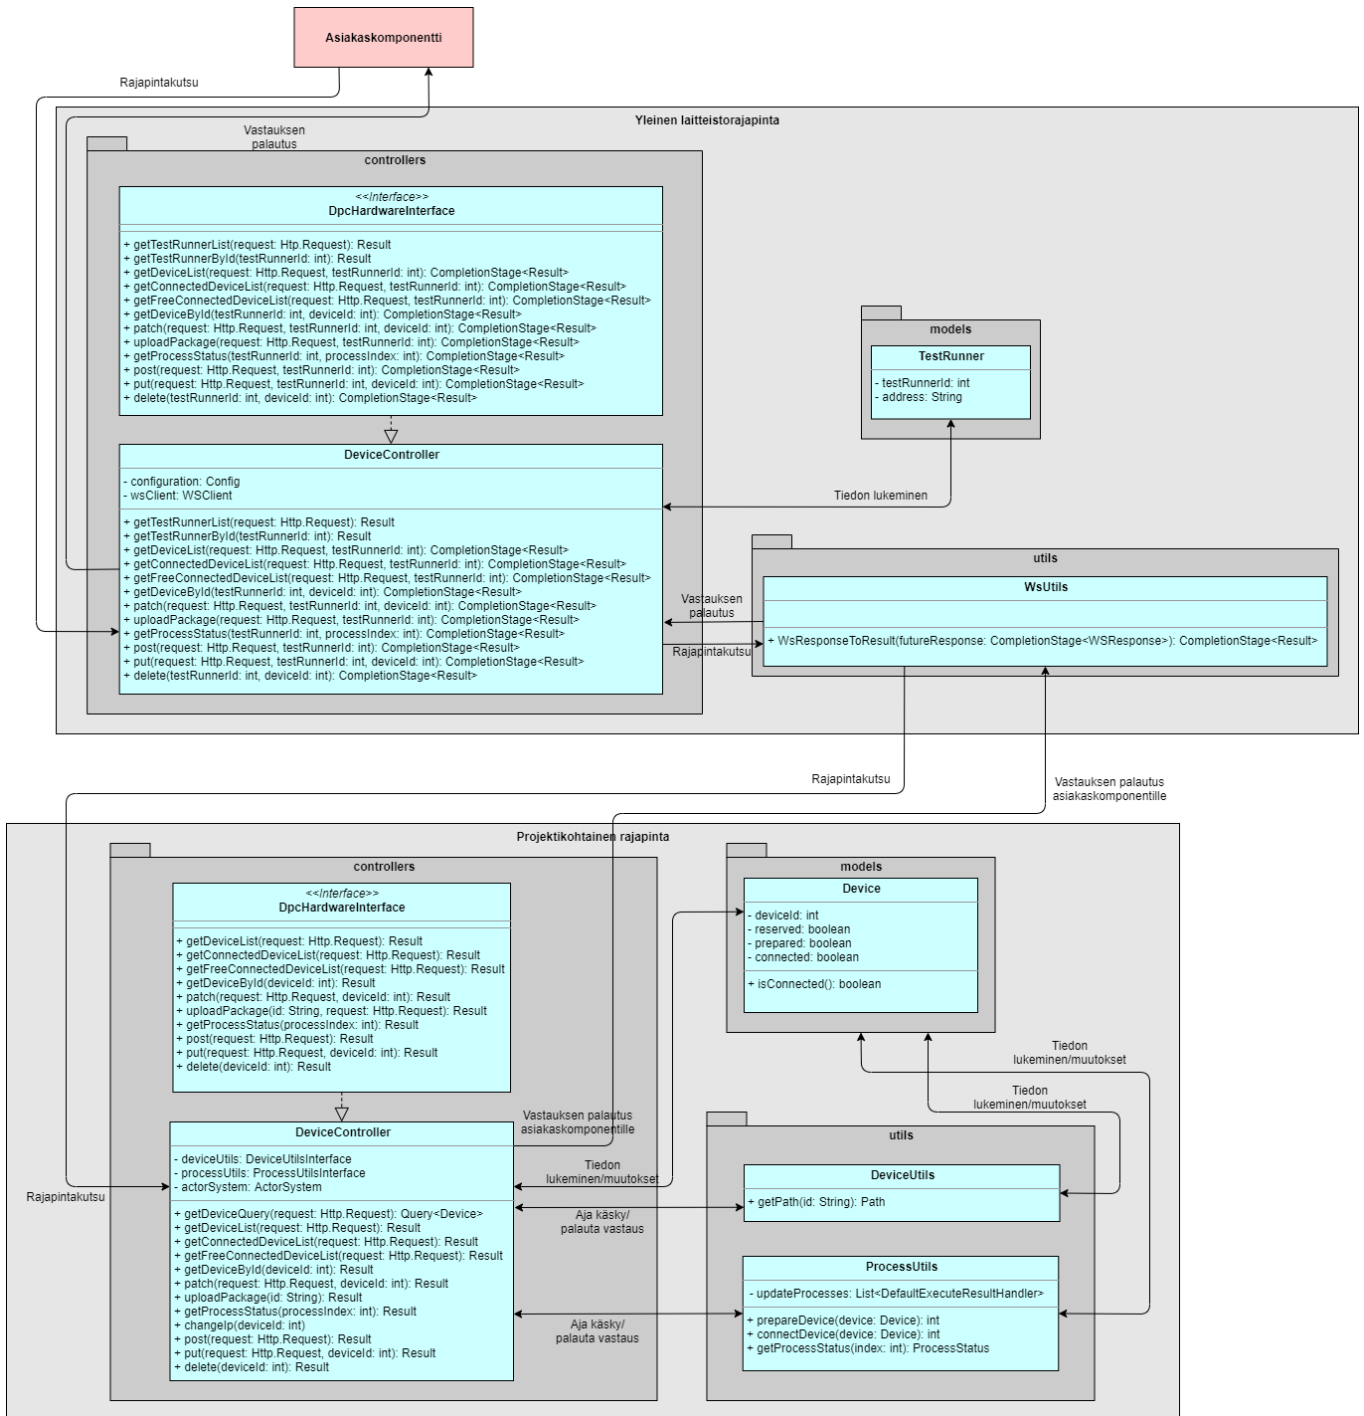 Asiakaskomponentti
Rajapintakutsu
Yleinen laitteistorajapinta
Vastauksen
palautus
controllers
<<Interface>>
DpcHardwareInterface
+ getTestRunnerList(request: Htp.Request): Result
+ getTestRunnerById(testRunnerId: int): Result
+ getDeviceList(request: Http.Request, testRunnerId: int): CompletionStage<Result>
+ getConnectedDeviceList(request: Http.Request, testRunnerId: int): CompletionStage<Result>
+ getFreeConnectedDeviceList(request: Http.Request, testRunnerId: int): CompletionStage<Result>
+ getDeviceById(testRunnerId: int, deviceId: int): CompletionStage<Result>
+ patch(request: Http.Request, testRunnerId: int, deviceId: int): CompletionStage<Result>
+ uploadPackage(request: Http.Request, testRunnerId: int): CompletionStage<Result>
+ getProcessStatus(testRunnerId: int, processIndex: int): CompletionStage<Result>
+ post(request: Http.Request, testRunnerId: int): CompletionStage<Result>
+ put(request: Http.Request, testRunnerId: int, deviceId: int): CompletionStage<Result>
+ delete(testRunnerId: int, deviceId: int): CompletionStage<Result>
models
TestRunner
- testRunnerId: int
- address: String
DeviceController
- configuration: Config
- wsClient: WSClient
+ getTestRunnerList(request: Http.Request): Result
+ getTestRunnerById(testRunnerId: int): Result
+ getDeviceList(request: Http.Request, testRunnerId: int): CompletionStage<Result>
+ getConnectedDeviceList(request: Http.Request, testRunnerId: int): CompletionStage<Result>
+ getFreeConnectedDeviceList(request: Http.Request, testRunnerId: int): CompletionStage<Result>
+ getDeviceById(testRunnerId: int, deviceId: int): CompletionStage<Result>
+ patch(request: Http.Request, testRunnerId: int, deviceId: int): CompletionStage<Result>
+ uploadPackage(request: Http.Request, testRunnerId: int): CompletionStage<Result>
+ getProcessStatus(testRunnerId: int, processIndex: int): CompletionStage<Result>
+ post(request: Http.Request, testRunnerId: int): CompletionStage<Result>
+ put(request: Http.Request, testRunnerId: int, deviceId: int): CompletionStage<Result>
+ delete(testRunnerId: int, deviceId: int): CompletionStage<Result>
Tiedon lukeminen
utils
WsUtils
+ WsResponseToResult(futureResponse: CompletionStage<WSResponse>): CompletionStage<Result>
Vastauksen
palautus
Rajapintakutsu
Rajapintakutsu
Vastauksen palautus
asiakaskomponentille
Projektikohtainen rajapinta
controllers
<<Interface>>
DpcHardwareInterface
+ getDeviceList(request: Http.Request): Result
+ getConnectedDeviceList(request: Http.Request): Result
+ getFreeConnectedDeviceList(request: Http.Request): Result
+ getDeviceById(deviceId: int): Result
+ patch(request: Http.Request, deviceId: int): Result
+ uploadPackage(id: String, request: Http.Request): Result
+ getProcessStatus(processIndex: int): Result
+ post(request: Http.Request): Result
+ put(request: Http.Request, deviceId: int): Result
+ delete(deviceId: int): Result
models
Device
- deviceId: int
- reserved: boolean
- prepared: boolean
- connected: boolean
+ isConnected(): boolean
Tiedon
lukeminen/muutokset
Tiedon
lukeminen/muutokset
Vastauksen palautus
asiakaskomponentille
DeviceController
- deviceUtils: DeviceUtilsInterface
- processUtils: ProcessUtilsInterface
- actorSystem: ActorSystem
+ getDeviceQuery(request: Http.Request): Query<Device>
+ getDeviceList(request: Http.Request): Result
+ getConnectedDeviceList(request: Http.Request): Result
+ getFreeConnectedDeviceList(request: Http.Request): Result
+ getDeviceById(deviceId: int): Result
+ patch(request: Http.Request, deviceId: int): Result
+ uploadPackage(id: String): Result
+ getProcessStatus(processIndex: int): Result
+ changeIp(deviceId: int)
+ post(request: Http.Request): Result
+ put(request: Http.Request, deviceId: int): Result
+ delete(deviceId: int): Result
Rajapintakutsu
Tiedon
lukeminen/muutokset
Aja käsky/
palauta vastaus
Aja käsky/
palauta vastaus
utils
DeviceUtils
+ getPath(id: String): Path
ProcessUtils
- updateProcesses: List<DefaultExecuteResultHandler>
+ prepareDevice(device: Device): int
+ connectDevice(device: Device): int
+ getProcessStatus(index: int): ProcessStatus